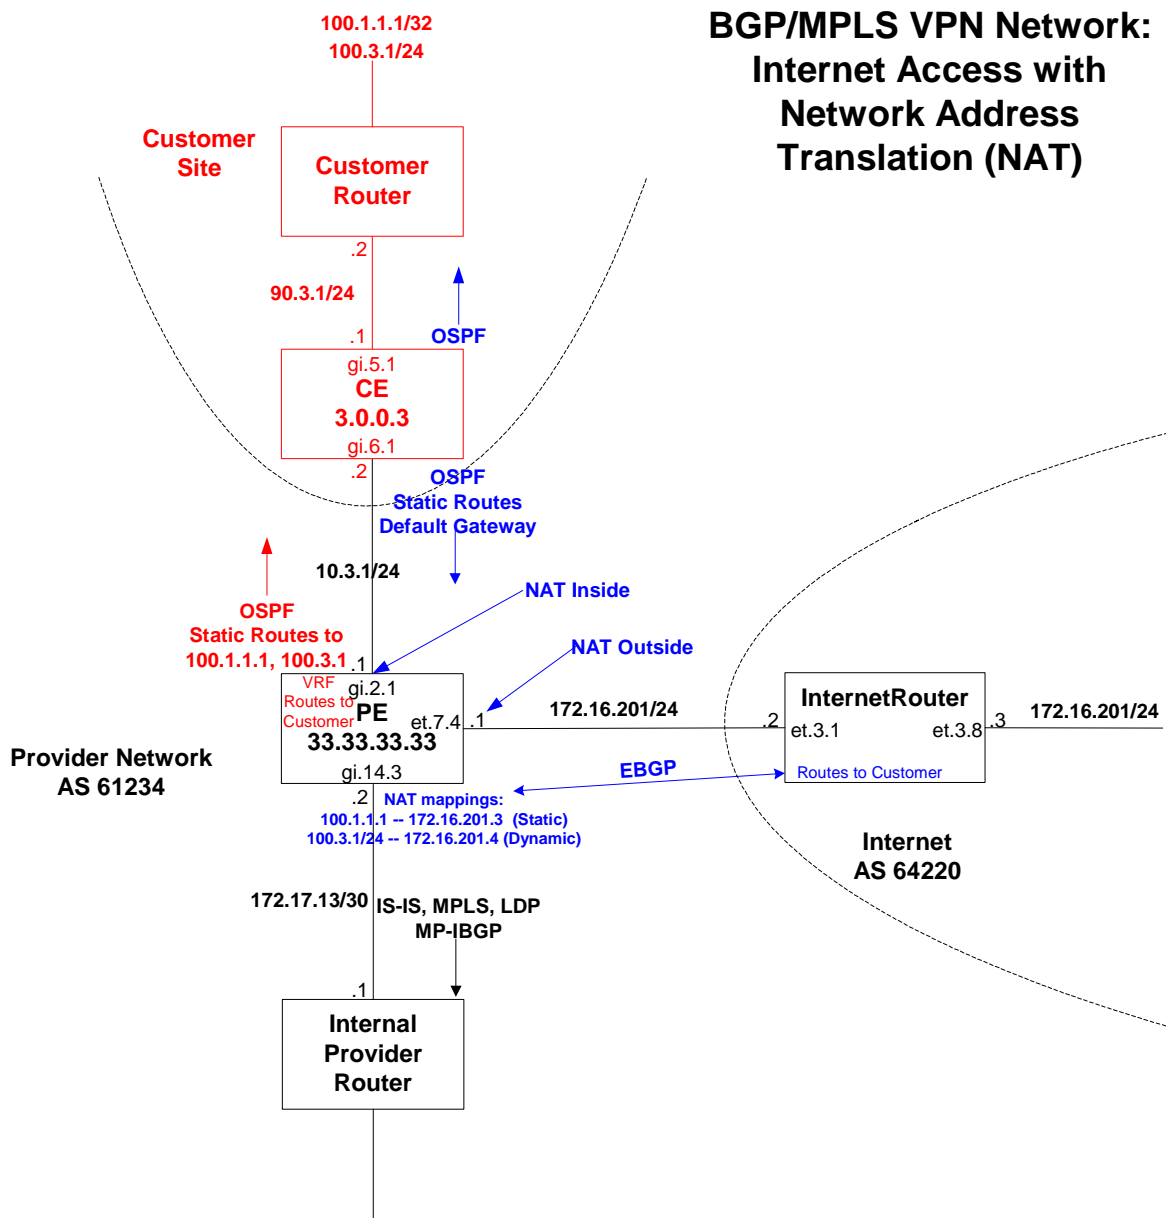 BGP/MPLS VPN Network:
Internet Access with
Network Address
Translation (NAT)
100.1.1.1/32
100.3.1/24
Customer
Site
Customer
Router
.2
90.3.1/24
.1
OSPF
gi.5.1
CE
3.0.0.3
gi.6.1
.2
OSPF
Static Routes
Default Gateway
10.3.1/24
NAT Inside
OSPF
Static Routes to
100.1.1.1, 100.3.1
.1
NAT Outside
VRF
Routes to
Customer
gi.2.1
PE
33.33.33.33
et.7.4
.1
gi.14.3
172.16.201/24
.2
InternetRouter
et.3.1
et.3.8
.3
172.16.201/24
Routes to Customer
Provider Network
AS 61234
EBGP
.2
NAT mappings:
100.1.1.1 -- 172.16.201.3 (Static)
100.3.1/24 -- 172.16.201.4 (Dynamic)
Internet
AS 64220
172.17.13/30
IS-IS, MPLS, LDP
MP-IBGP
.1
Internal
Provider
Router